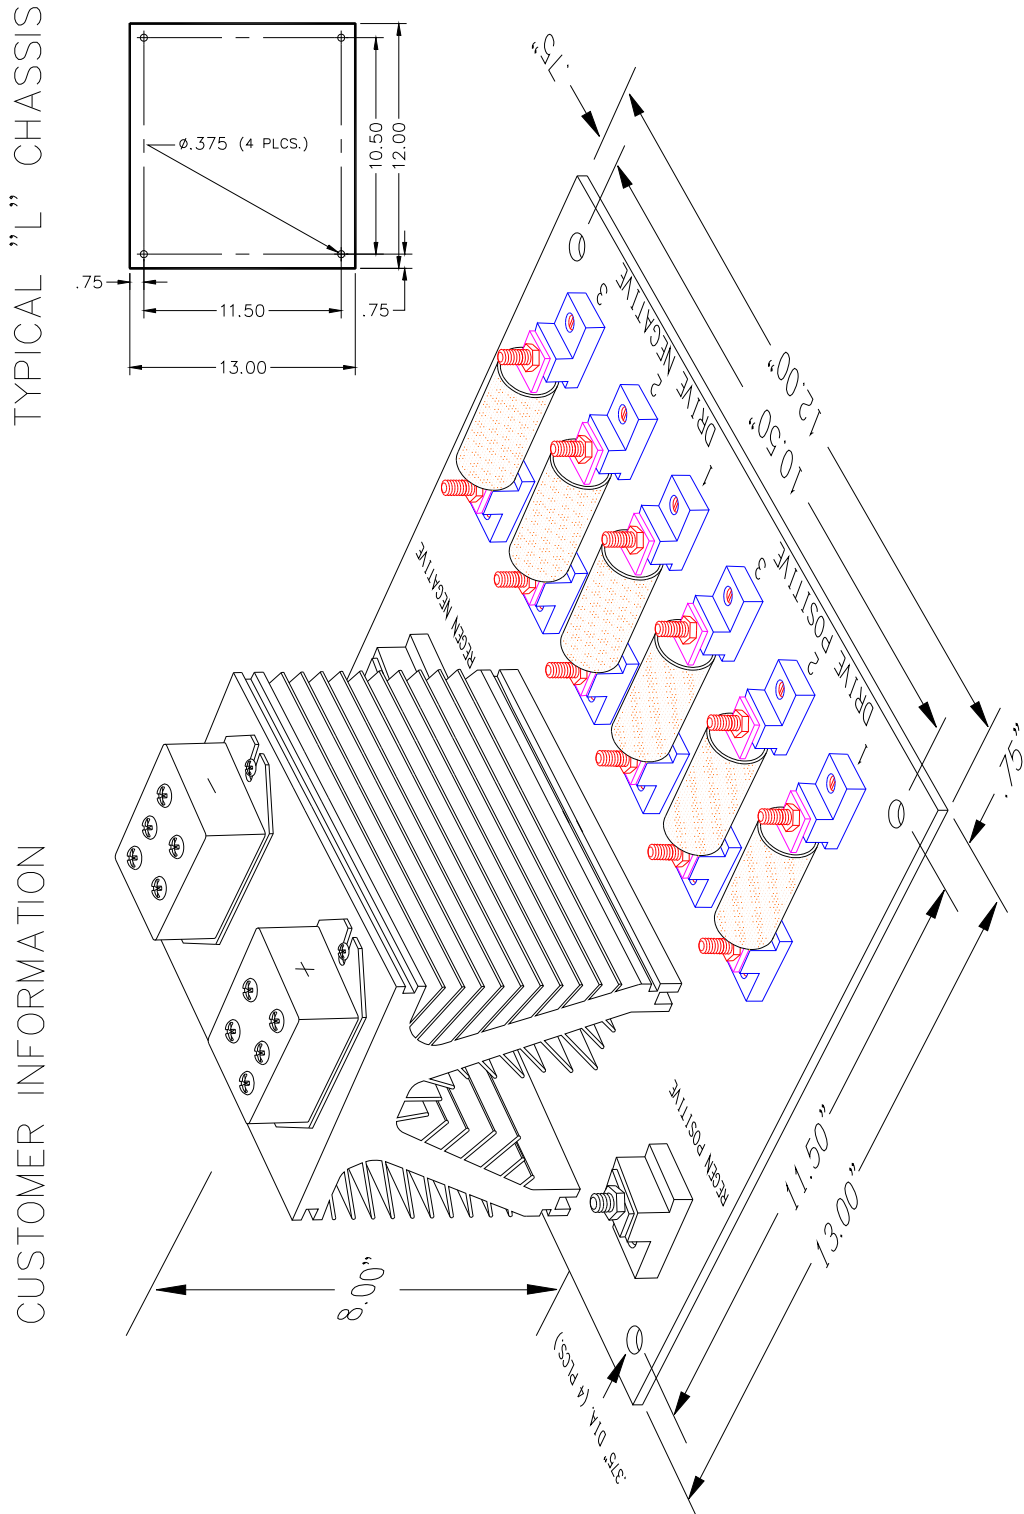 TYPICAL "L" CHASSIS
CUSTOMER INFORMATION
Ø.375 (4 PLCS.)
10.50
12.00
.75
11.50
.75
13.00
.75"
DRIVE NEGATIVE
3
2
1
12.00"
10.50"
DRIVE POSITIVE
3
2
1
REGEN NEGATIVE
REGEN POSITIVE
-
+
.75"
11.50"
13.00"
8.00"
.375" DIA. (4 PLCS.)